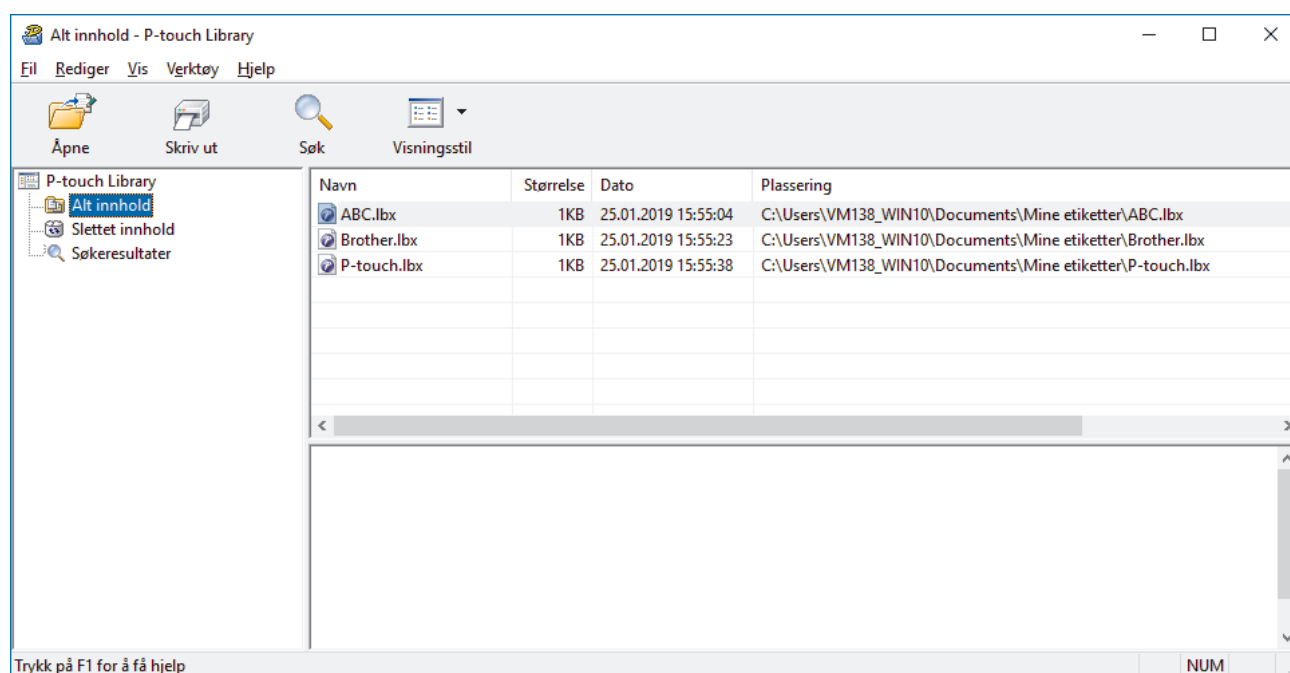 Alt innhold - P-touch Library
Fil Rediger Vis Verktøy Hjelp
Åpne Skriv ut Søk Visningsstil
P-touch Library
Alt innhold
Slettet innhold
Søkeresultater
Navn Størrelse Dato Plassering
ABC.lbx 1KB 25.01.2019 15:55:04 C:\Users\VM138_WIN10\Documents\Mine etiketter\ABC.lbx
Brother.lbx 1KB 25.01.2019 15:55:23 C:\Users\VM138_WIN10\Documents\Mine etiketter\Brother.lbx
P-touch.lbx 1KB 25.01.2019 15:55:38 C:\Users\VM138_WIN10\Documents\Mine etiketter\P-touch.lbx
Trykk på F1 for å få hjelp NUM